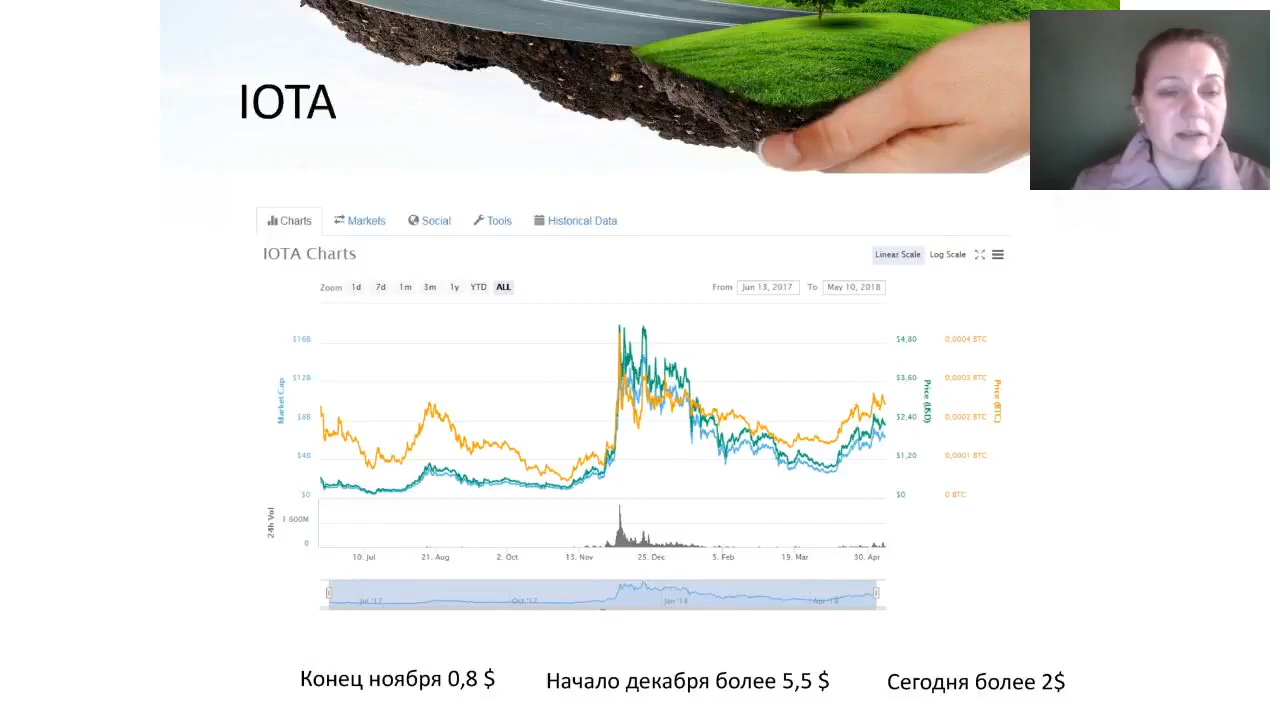 IOTA
Charts Markets Social Tools Historical Data
IOTA Charts
Linear Scale Log Scale
Zoom 1d 7d 1m 3m 1y YTD ALL From Jun 13, 2017 To May 10, 2018
$16B $4,80 0,0004 BTC
$12B $3,60 0,0003 BTC
Market Cap Price (USD) Price (BTC)
$8B $2,40 0,0002 BTC
$4B $1,20 0,0001 BTC
$0 $0 0 BTC
24h Vol
1 600M
0
10. Jul 21. Aug 2. Oct 13. Nov 25. Dec 5. Feb 19. Mar 30. Apr
Jul '17 Oct '17 Jan '18 Apr '18
Конец ноября 0,8 $ Начало декабря более 5,5 $ Сегодня более 2$